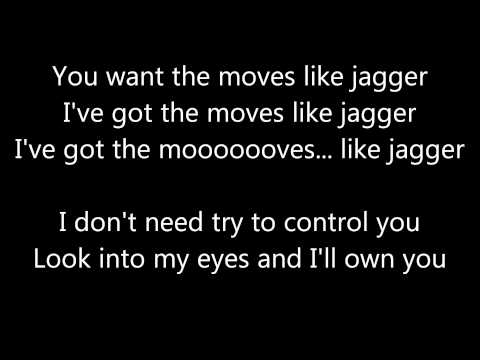 You want the moves like jagger
I've got the moves like jagger
I've got the moooooooves... like jagger
I don't need try to control you
Look into my eyes and I'll own you